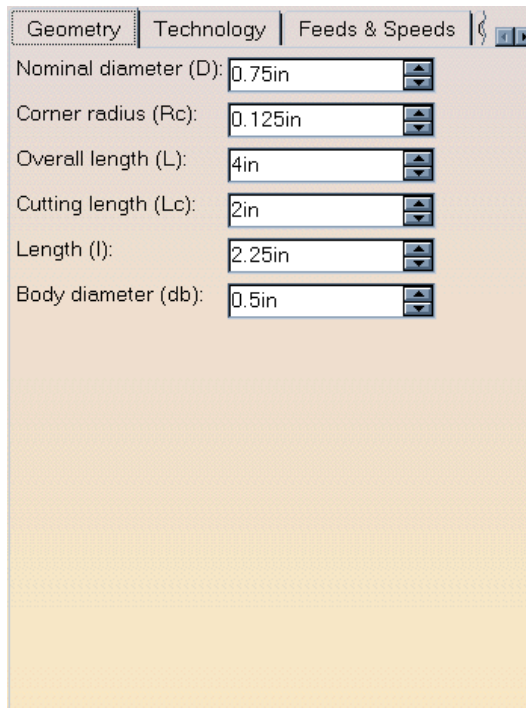 Geometry Technology Feeds & Speeds
Nominal diameter (D): 0.75in
Corner radius (Rc): 0.125in
Overall length (L): 4in
Cutting length (Lc): 2in
Length (l): 2.25in
Body diameter (db): 0.5in